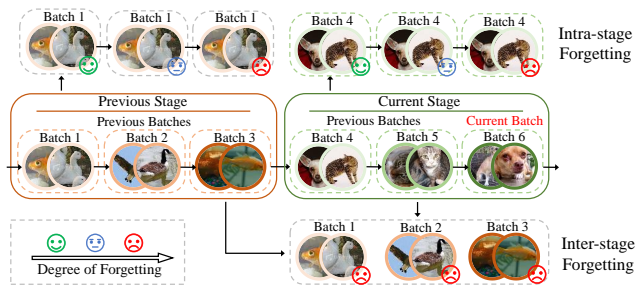 Batch 1 Batch 1 Batch 1 Batch 4 Batch 4 Batch 4
Intra-stage
Forgetting
Previous Stage
Previous Batches
Batch 1 Batch 2 Batch 3
Current Stage
Previous Batches Current Batch
Batch 4 Batch 5 Batch 6
Degree of Forgetting
Batch 1 Batch 2 Batch 3
Inter-stage
Forgetting